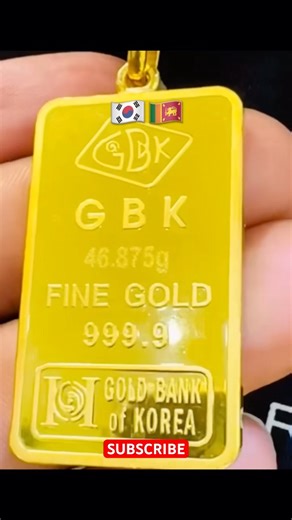 GBK
GBK
46.875g
FINE GOLD
999.9
GOLD BANK
of KOREA
SUBSCRIBE